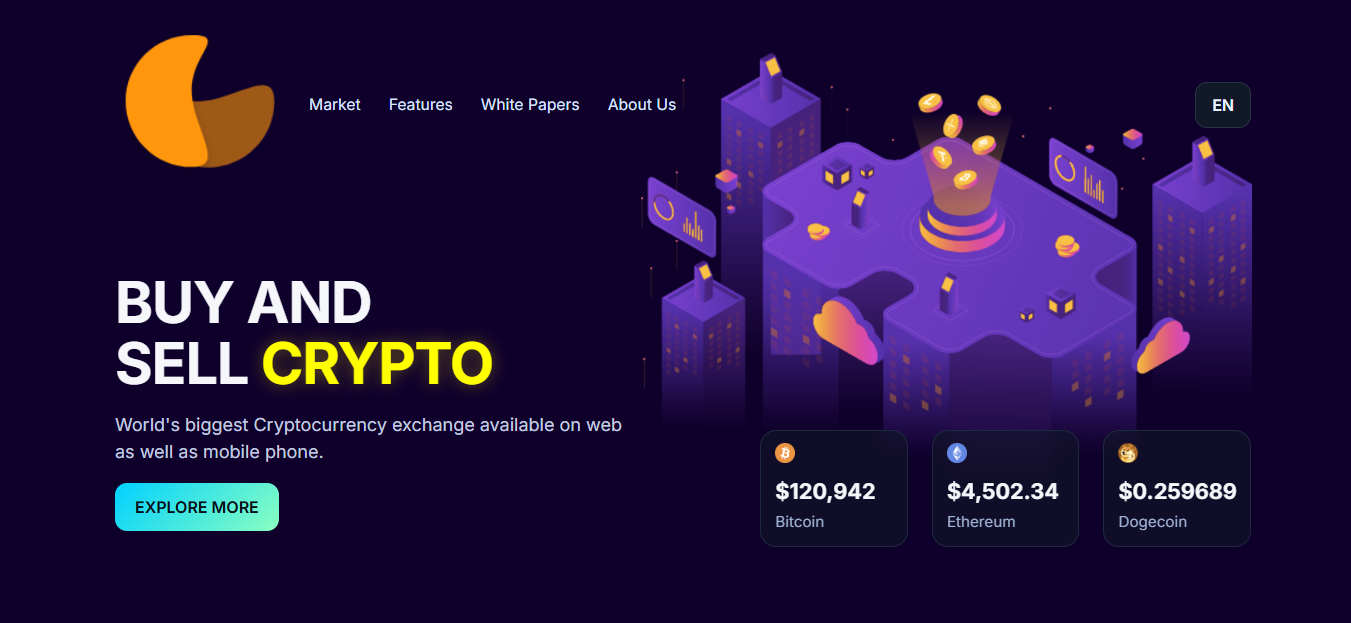 Market
Features
White Papers
About Us
EN
BUY AND
SELL CRYPTO
World's biggest Cryptocurrency exchange available on web
as well as mobile phone.
EXPLORE MORE
$120,942
Bitcoin
$4,502.34
Ethereum
$0.259689
Dogecoin